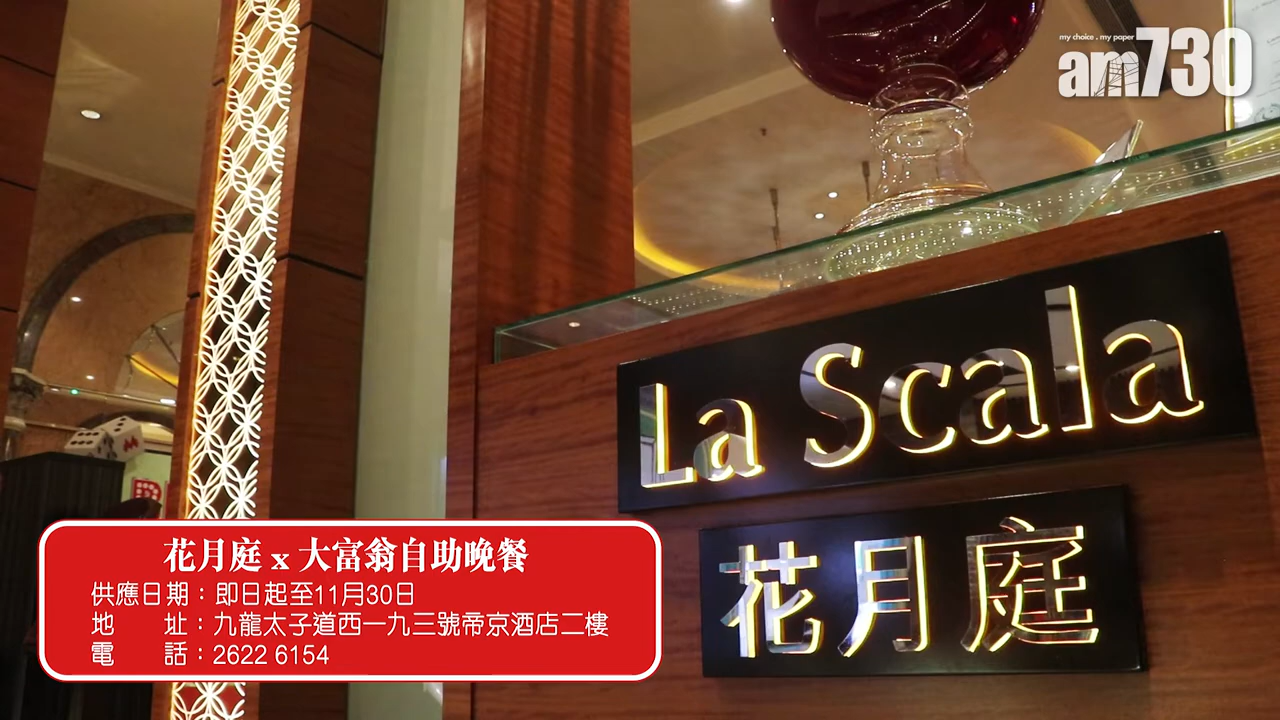 my choice . my paper
am730
La Scala
花月庭
花月庭 x 大富翁自助晚餐
供應日期：即日起至11月30日
地　　址：九龍太子道西一九三號帝京酒店二樓
電　　話：2622 6154